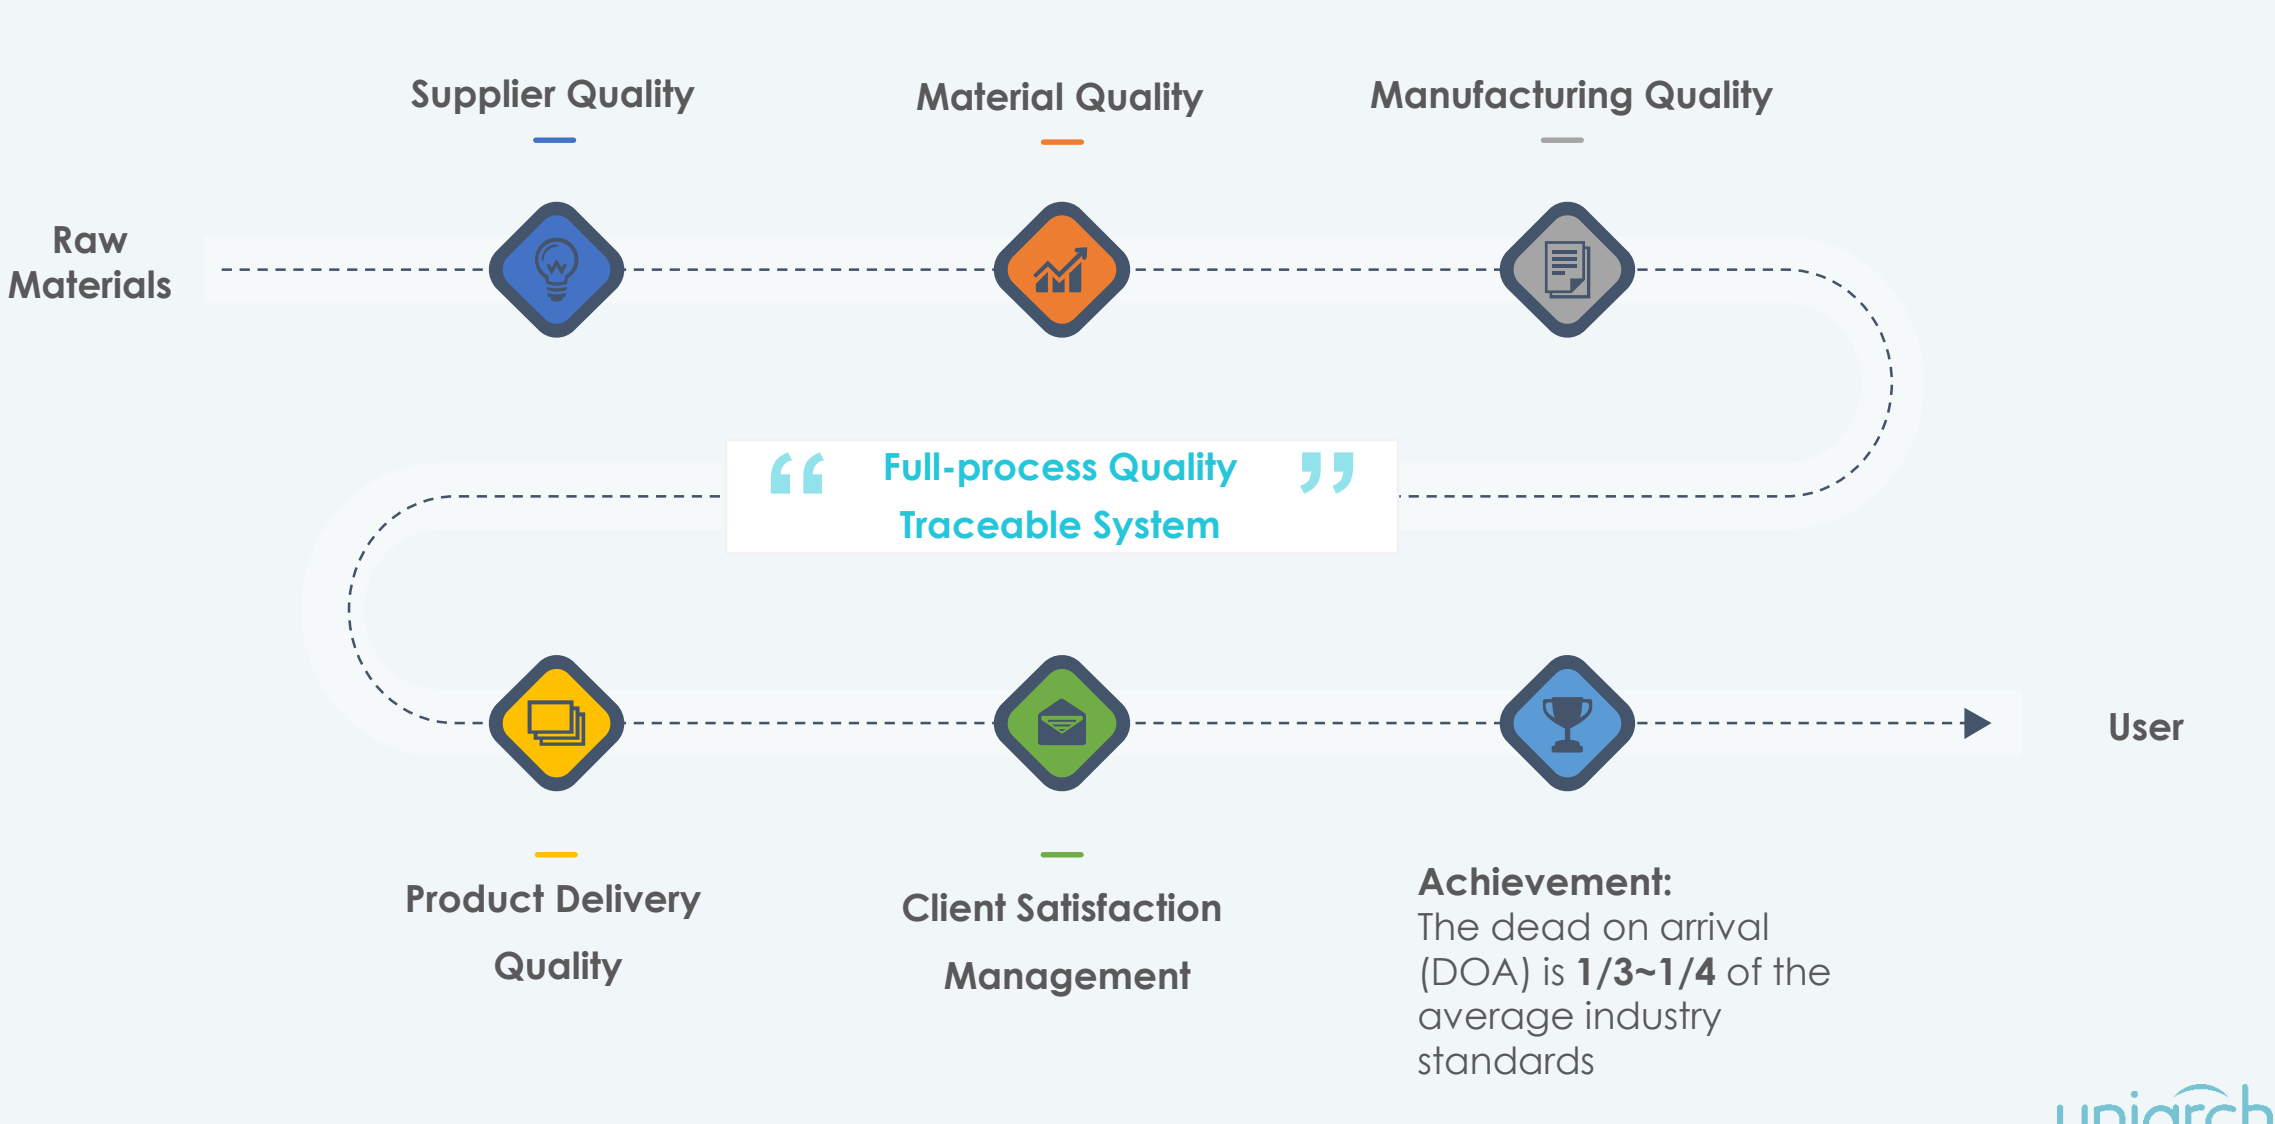 Supplier Quality
Material Quality
Manufacturing Quality
Raw
Materials
Full-process Quality
Traceable System
User
Product Delivery
Quality
Client Satisfaction
Management
Achievement:
The dead on arrival
(DOA) is 1/3~1/4 of the
average industry
standards
uniarch